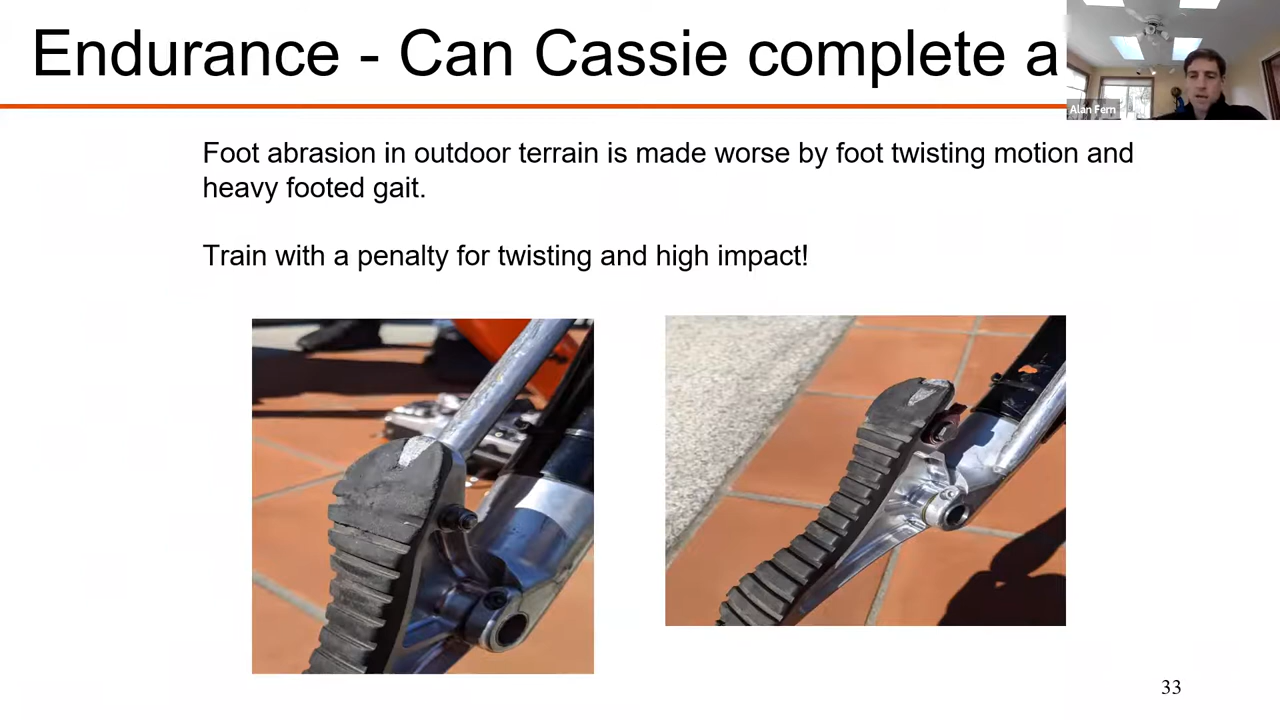 Endurance - Can Cassie complete a
Alan Fern
Foot abrasion in outdoor terrain is made worse by foot twisting motion and
heavy footed gait.
Train with a penalty for twisting and high impact!
33